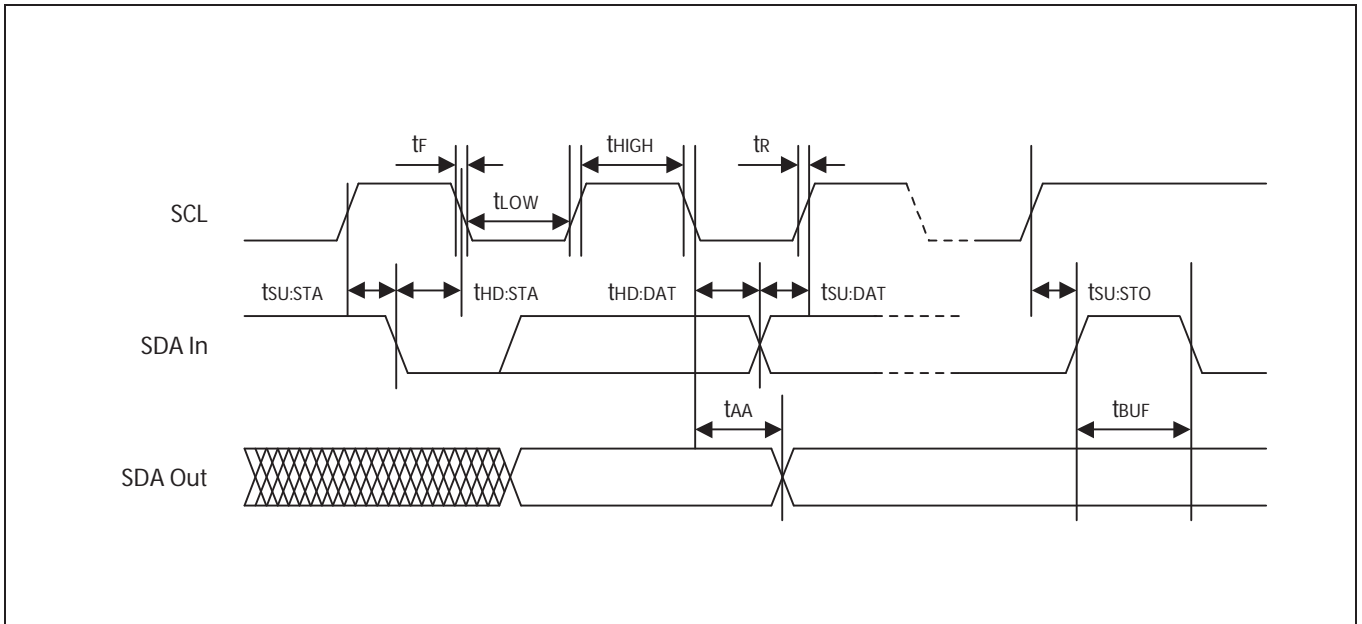 tF
tHIGH
tR
tLOW
SCL
tSU:STA
tHD:STA
tHD:DAT
tSU:DAT
tSU:STO
SDA In
tAA
tBUF
SDA Out